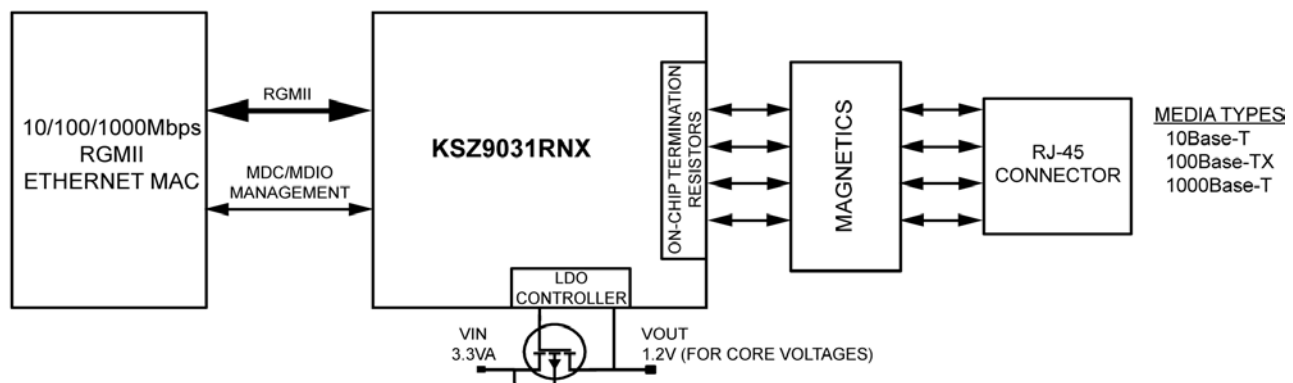 10/100/1000Mbps
RGMII
ETHERNET MAC
RGMII
MDC/MDIO
MANAGEMENT
KSZ9031RNX
ON-CHIP TERMINATION
RESISTORS
LDO
CONTROLLER
VIN
3.3VA
VOUT
1.2V (FOR CORE VOLTAGES)
MAGNETICS
RJ-45
CONNECTOR
MEDIA TYPES
10Base-T
100Base-TX
1000Base-T